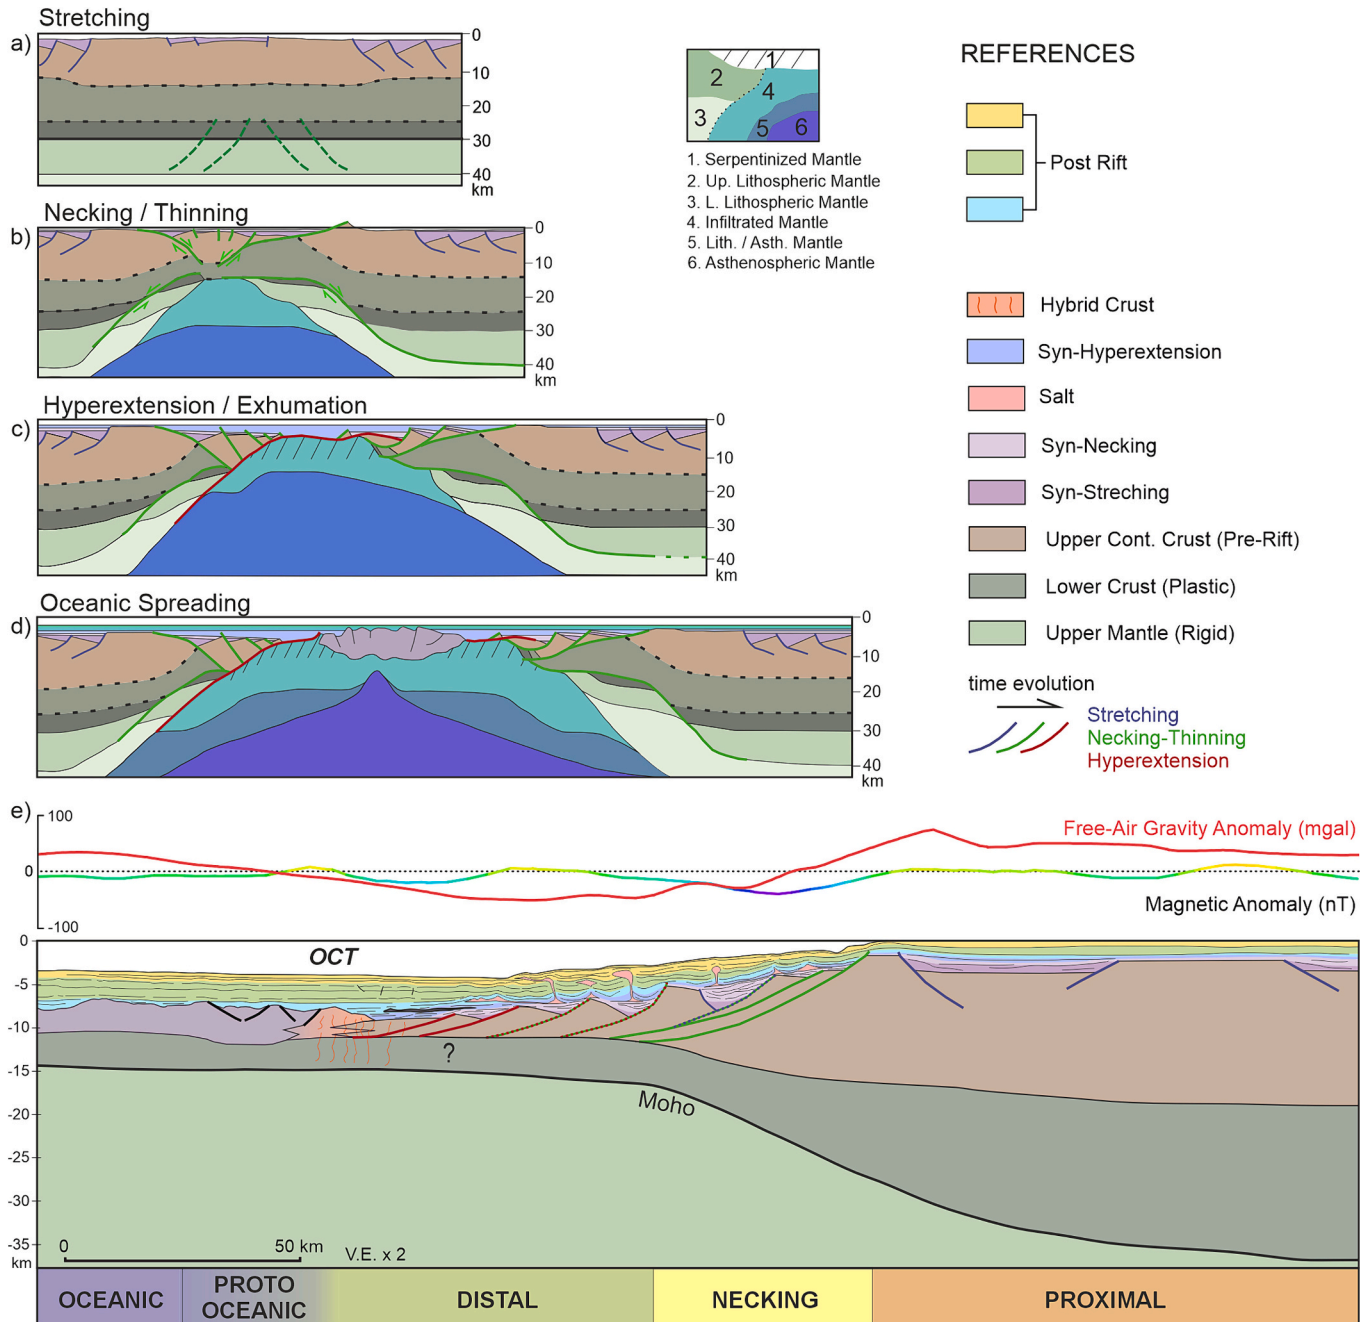 Stretching
a)
0
10
20
30
40
km
Necking / Thinning
b)
0
10
20
30
40
km
Hyperextension / Exhumation
c)
0
10
20
30
40
km
Oceanic Spreading
d)
0
10
20
30
40
km
1
2
3
4
5
6
1. Serpentinized Mantle
2. Up. Lithospheric Mantle
3. L. Lithospheric Mantle
4. Infiltrated Mantle
5. Lith. / Asth. Mantle
6. Asthenospheric Mantle
REFERENCES
Post Rift
Hybrid Crust
Syn-Hyperextension
Salt
Syn-Necking
Syn-Streching
Upper Cont. Crust (Pre-Rift)
Lower Crust (Plastic)
Upper Mantle (Rigid)
time evolution
Stretching
Necking-Thinning
Hyperextension
e)
100
0
-100
Free-Air Gravity Anomaly (mgal)
Magnetic Anomaly (nT)
0
-5
-10
-15
-20
-25
-30
-35
km
OCT
?
Moho
0 50 km
V.E. x 2
OCEANIC
PROTO
OCEANIC
DISTAL
NECKING
PROXIMAL